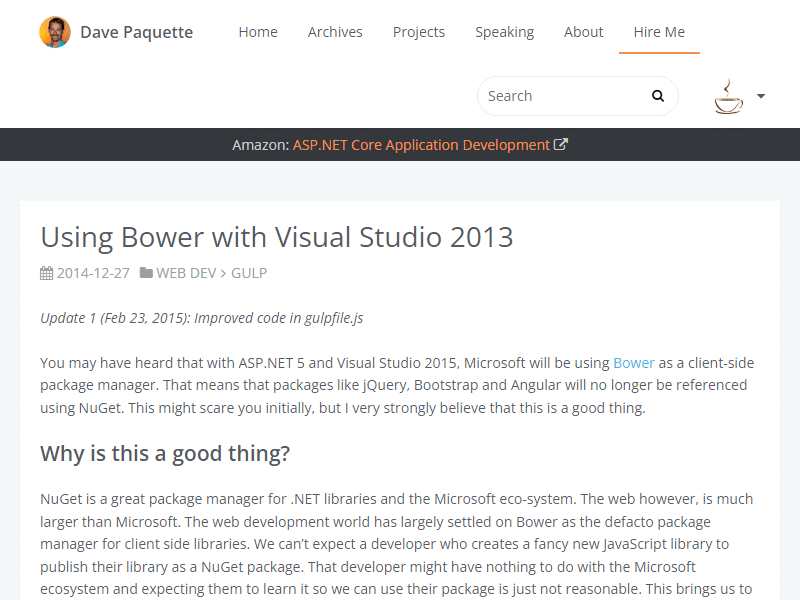 Dave Paquette
Home
Archives
Projects
Speaking
About
Hire Me
Search
Amazon: ASP.NET Core Application Development
Using Bower with Visual Studio 2013
2014-12-27 WEB DEV > GULP
Update 1 (Feb 23, 2015): Improved code in gulpfile.js
You may have heard that with ASP.NET 5 and Visual Studio 2015, Microsoft will be using Bower as a client-side
package manager. That means that packages like jQuery, Bootstrap and Angular will no longer be referenced
using NuGet. This might scare you initially, but I very strongly believe that this is a good thing.
Why is this a good thing?
NuGet is a great package manager for .NET libraries and the Microsoft eco-system. The web however, is much
larger than Microsoft. The web development world has largely settled on Bower as the defacto package
manager for client side libraries. We can’t expect a developer who creates a fancy new JavaScript library to
publish their library as a NuGet package. That developer might have nothing to do with the Microsoft
ecosystem and expecting them to learn it so we can use their package is just not reasonable. This brings us to